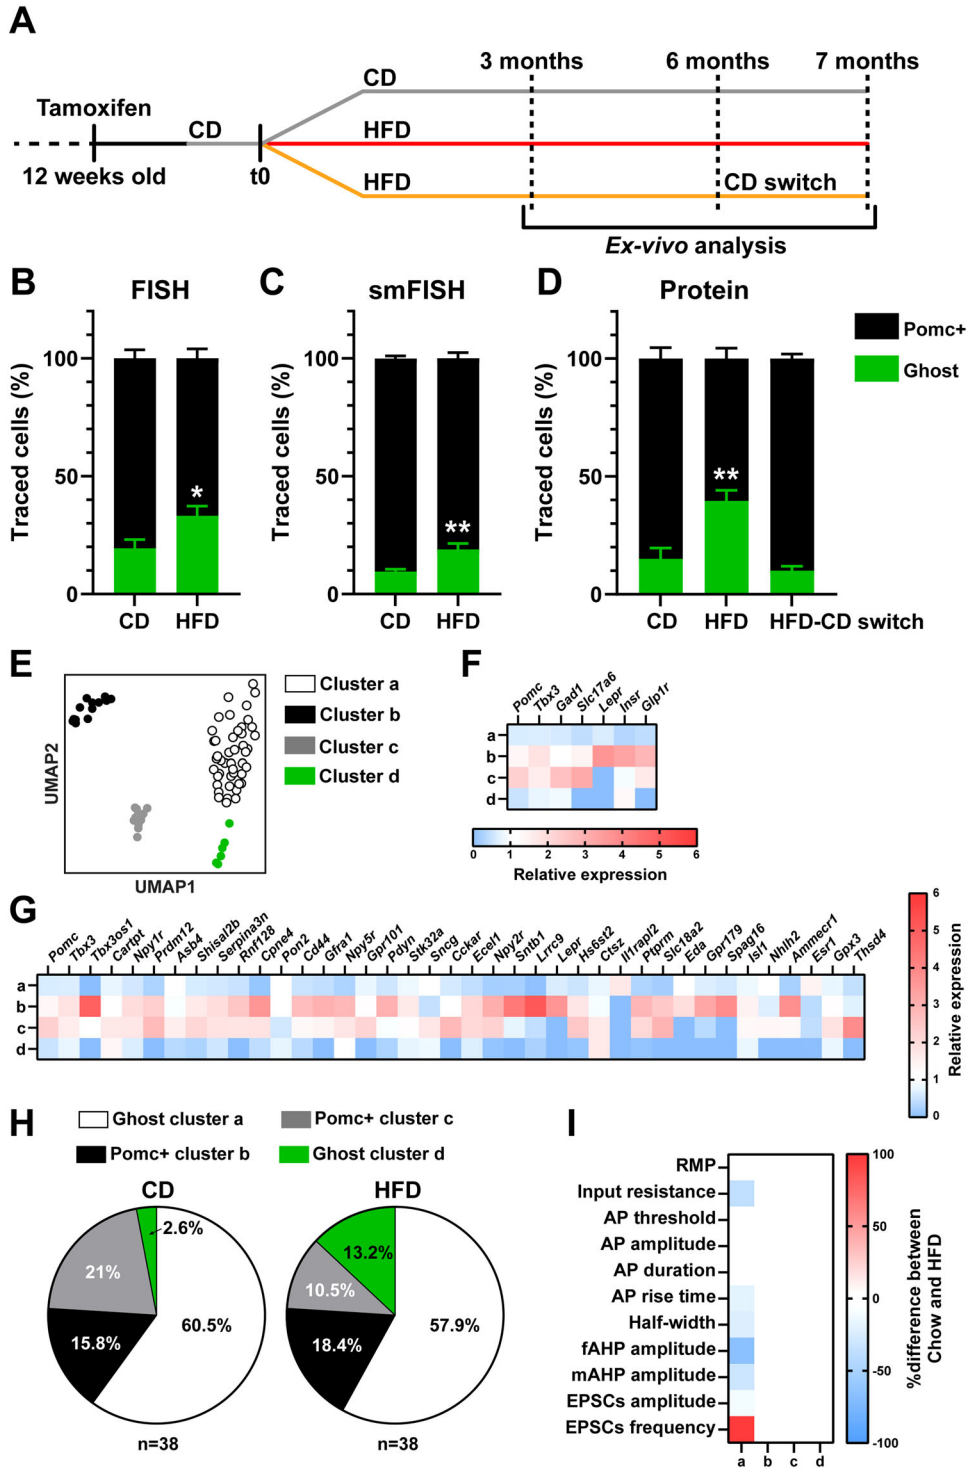 A
Tamoxifen
CD
CD
HFD
HFD
3 months
6 months
7 months
12 weeks old
t0
CD switch
Ex-vivo analysis
B
FISH
Traced cells (%)
100
50
0
*
CD HFD
C
smFISH
Traced cells (%)
100
50
0
**
CD HFD
D
Protein
Traced cells (%)
100
50
0
**
CD HFD HFD-CD switch
Pomc+
Ghost
E
UMAP2
UMAP1
Cluster a
Cluster b
Cluster c
Cluster d
F
Pomc Tbx3 Gad1 Slc17a6 Lepr Insr Glp1r
a
b
c
d
0 1 2 3 4 5 6
Relative expression
G
Pomc Tbx3 Tbx3os1 Cartpt Npy1r Prdm12 Asb4 Shisal2b Serpina3n Rnf128 Cpne4 Pon2 Cd44 Gfra1 Npy5r Gpr101 Pdyn Stk32a Sncg Cckar Ecel1 Npy2r Sntb1 Lrrc9 Lepr Hs6st2 Ctsz Il1rapl2 Ptprm Slc18a2 Eda Gpr179 Spag16 Isl1 Nhlh2 Ammecr1 Esr1 Gpx3 Thsd4
a
b
c
d
6
5
4
3
2
1
0
Relative expression
H
Ghost cluster a
Pomc+ cluster c
Pomc+ cluster b
Ghost cluster d
CD
2.6%
21%
60.5%
15.8%
n=38
HFD
13.2%
10.5%
57.9%
18.4%
n=38
I
RMP
Input resistance
AP threshold
AP amplitude
AP duration
AP rise time
Half-width
fAHP amplitude
mAHP amplitude
EPSCs amplitude
EPSCs frequency
a b c d
100
50
0
-50
-100
%difference between
Chow and HFD